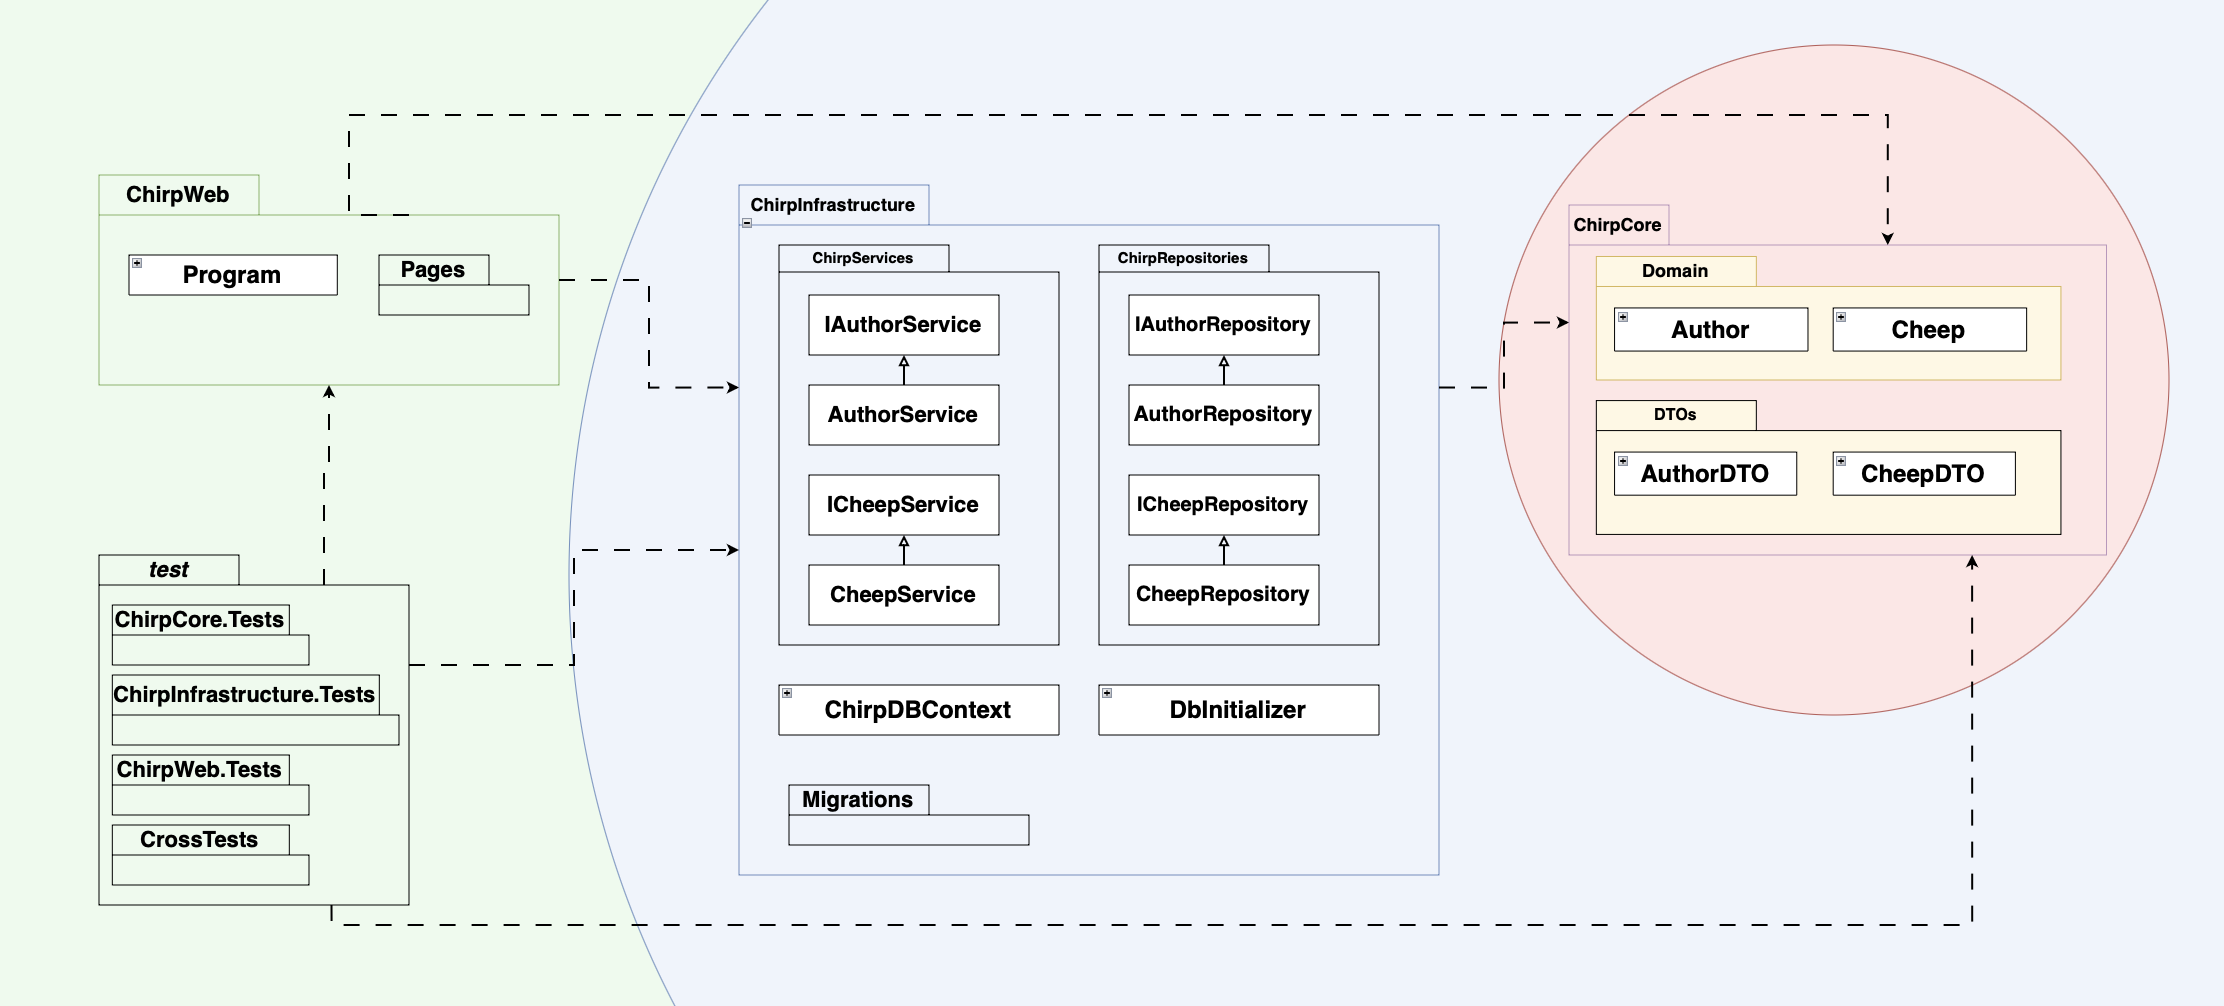 ChirpWeb
Program
Pages
test
ChirpCore.Tests
ChirpInfrastructure.Tests
ChirpWeb.Tests
CrossTests
ChirpInfrastructure
ChirpServices
IAuthorService
AuthorService
ICheepService
CheepService
ChirpRepositories
IAuthorRepository
AuthorRepository
ICheepRepository
CheepRepository
ChirpDBContext
DbInitializer
Migrations
ChirpCore
Domain
Author
Cheep
DTOs
AuthorDTO
CheepDTO